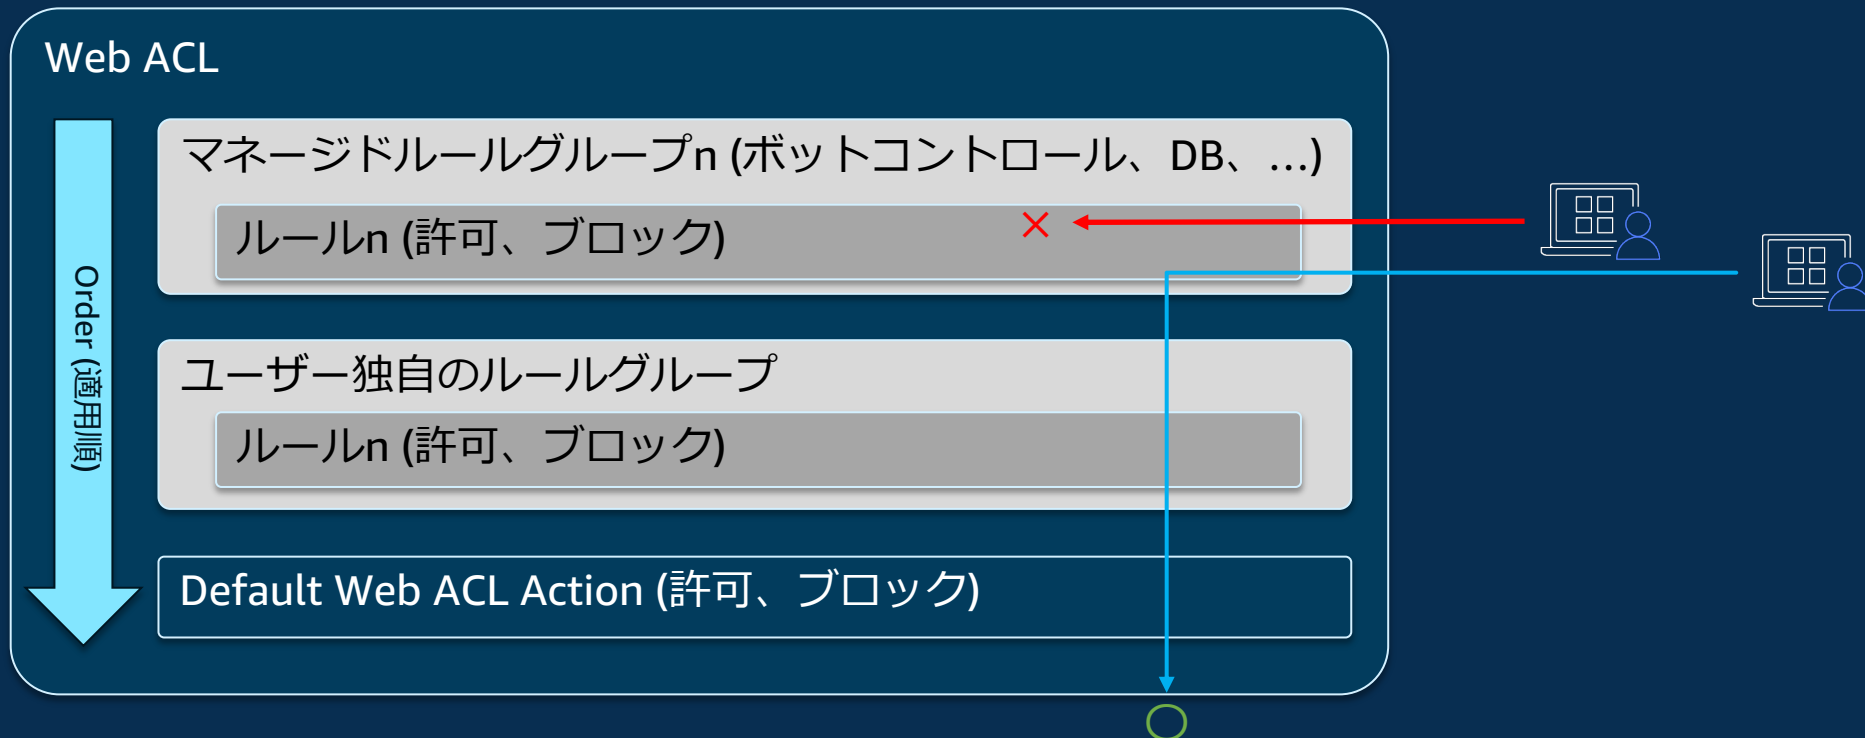 Web ACL
Order (適用順)
マネージドルールグループn (ボットコントロール、DB、…)
ルールn (許可、ブロック)
ユーザー独自のルールグループ
ルールn (許可、ブロック)
Default Web ACL Action (許可、ブロック)